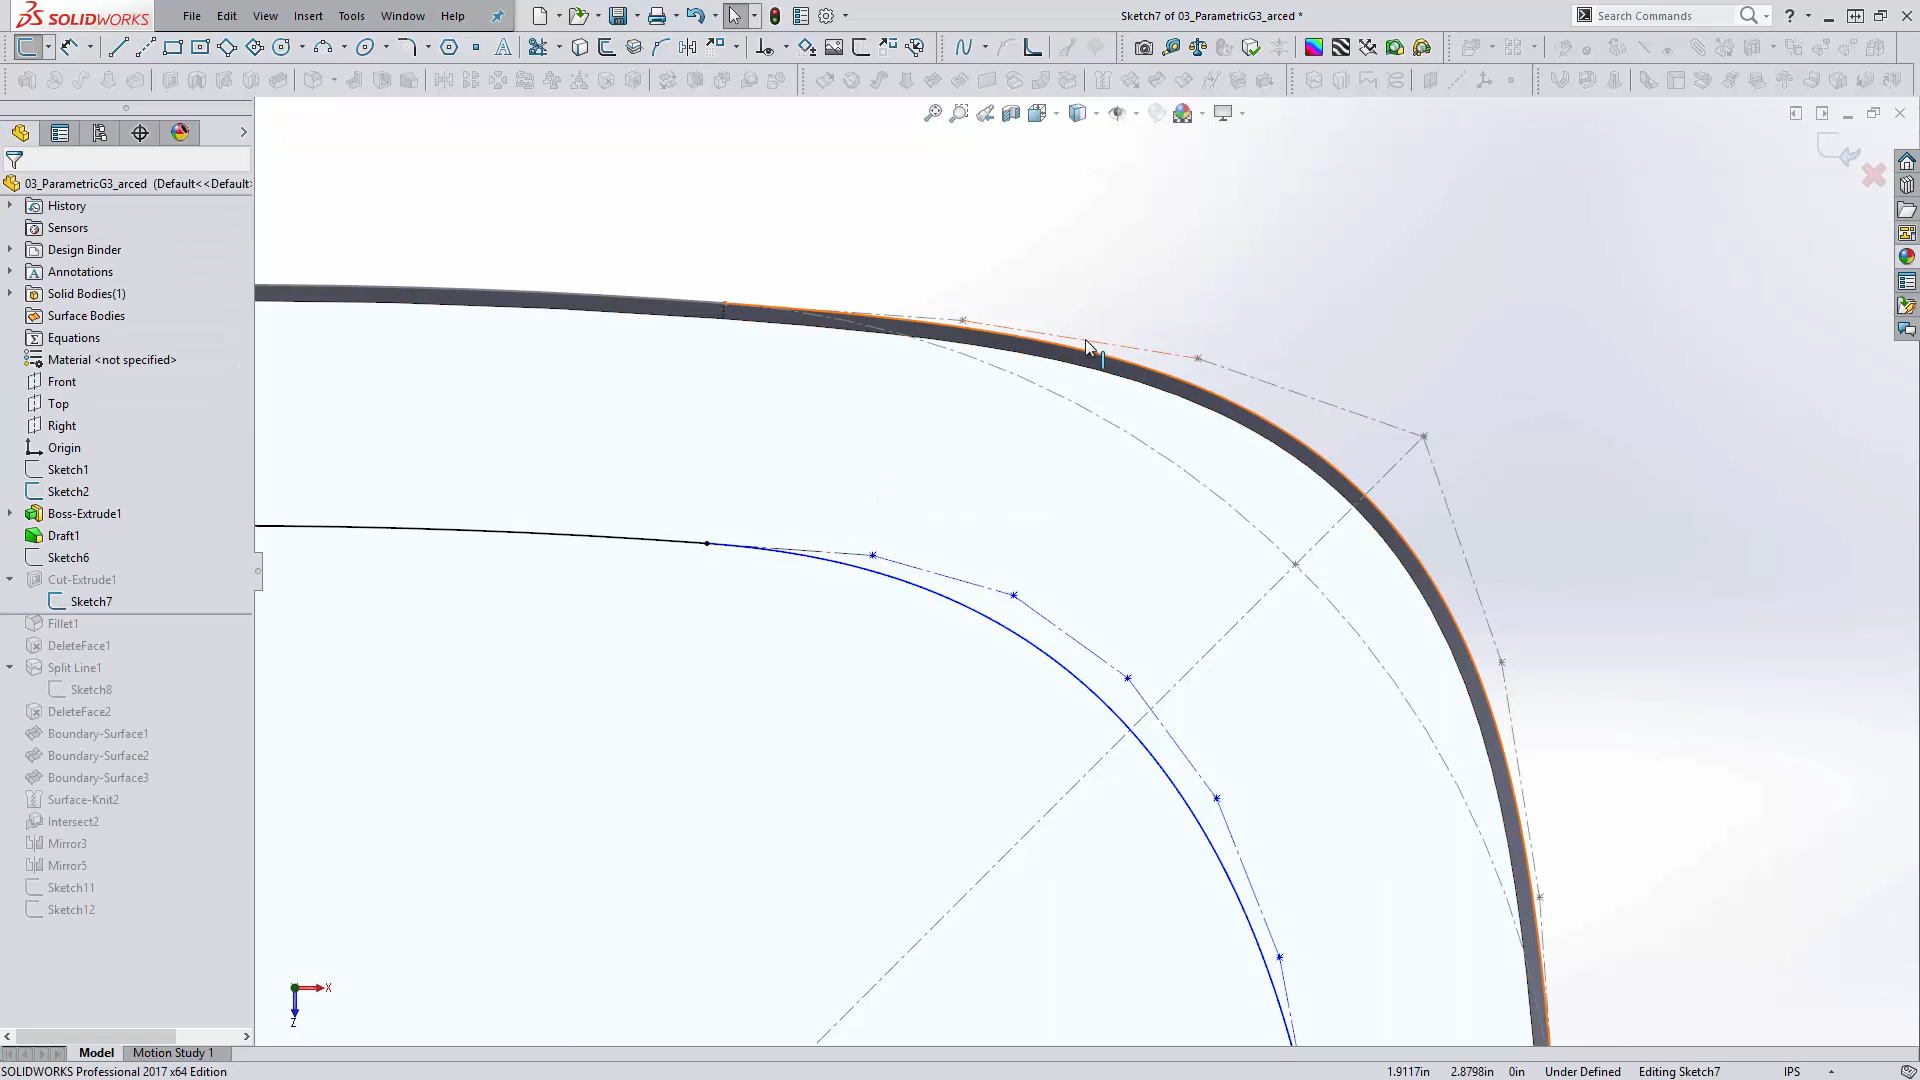 SOLIDWORKS File Edit View Insert Tools Window Help Sketch7 of 03_ParametricG3_arced * Search Commands ?
03_ParametricG3_arced (Default<<Default>
History
Sensors
Design Binder
Annotations
Solid Bodies(1)
Surface Bodies
Equations
Material <not specified>
Front
Top
Right
Origin
Sketch1
Sketch2
Boss-Extrude1
Draft1
Sketch6
Cut-Extrude1
Sketch7
Fillet1
DeleteFace1
Split Line1
Sketch8
DeleteFace2
Boundary-Surface1
Boundary-Surface2
Boundary-Surface3
Surface-Knit2
Intersect2
Mirror3
Mirror5
Sketch11
Sketch12
X
Z
Model Motion Study 1
SOLIDWORKS Professional 2017 x64 Edition 1.9117in 2.8798in 0in Under Defined Editing Sketch7 IPS